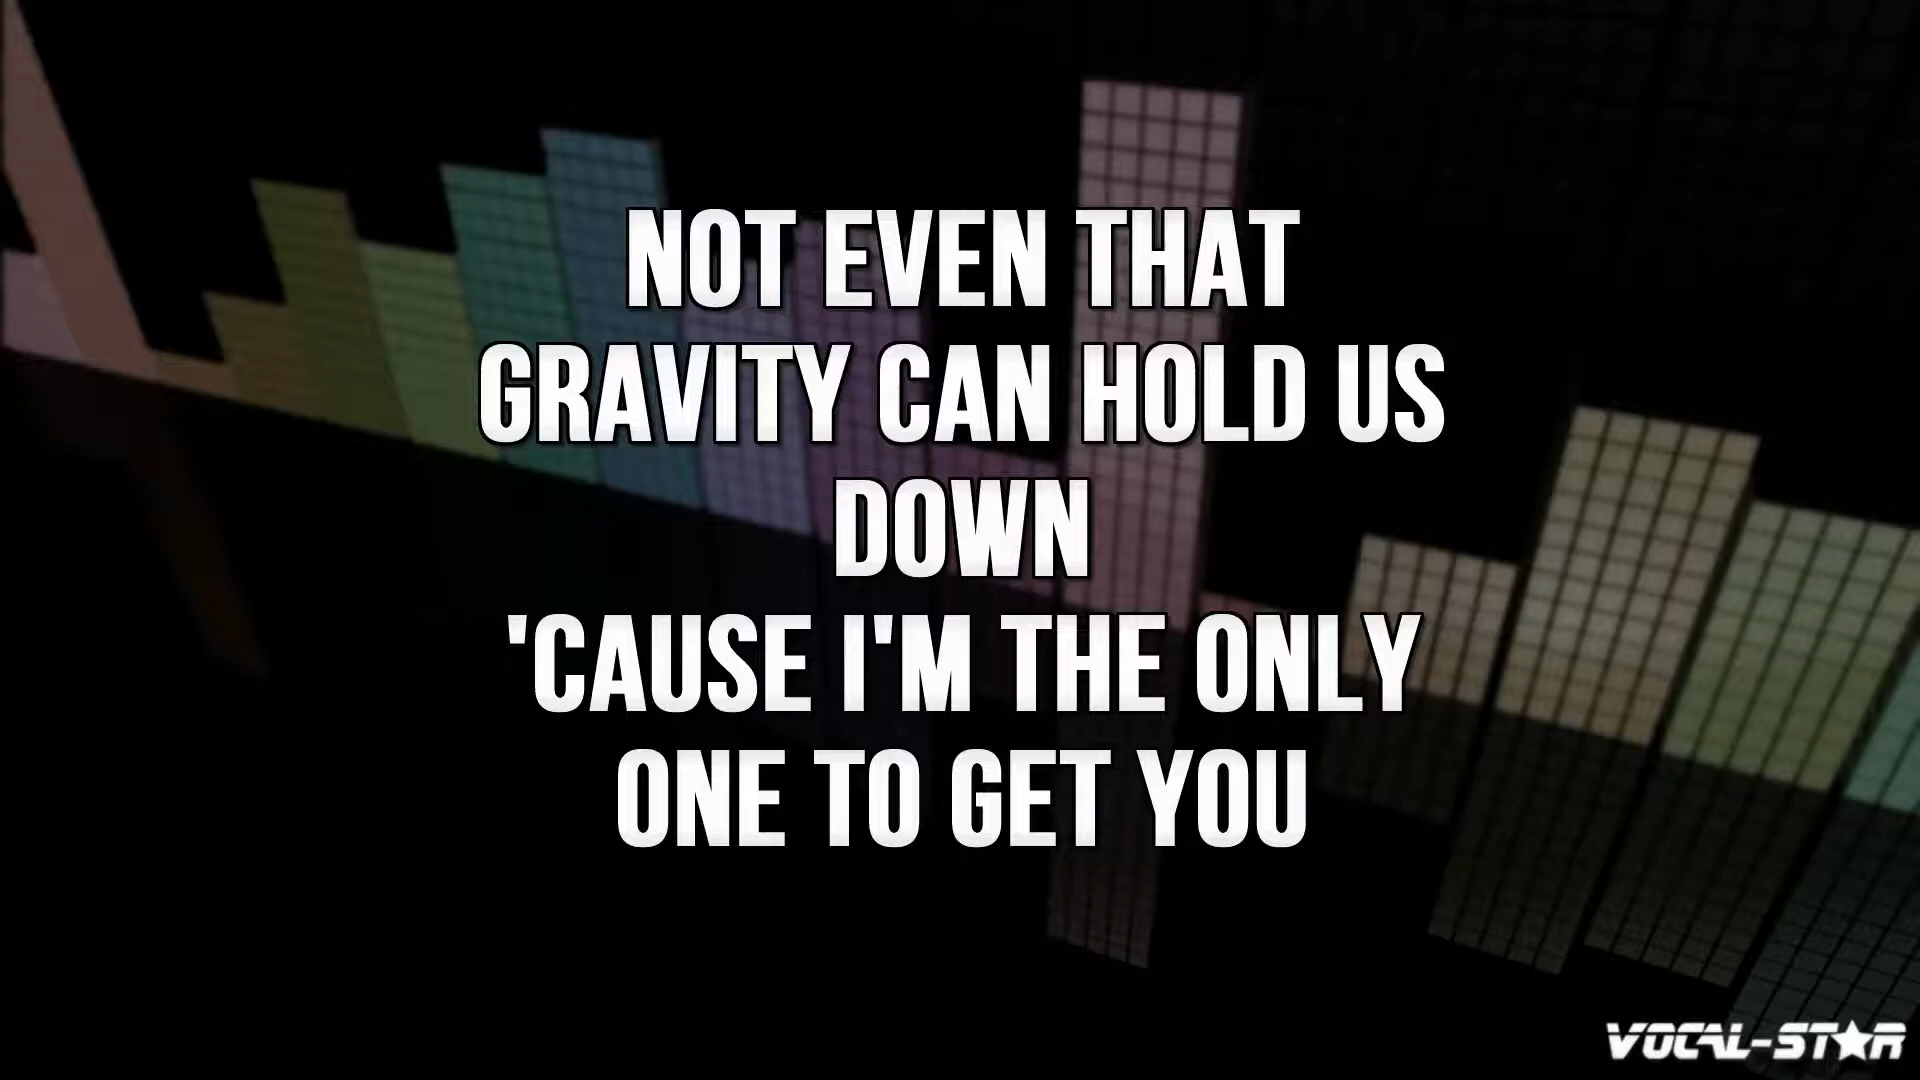 NOT EVEN THAT
GRAVITY CAN HOLD US
DOWN
'CAUSE I'M THE ONLY
ONE TO GET YOU
VOCAL-STAR